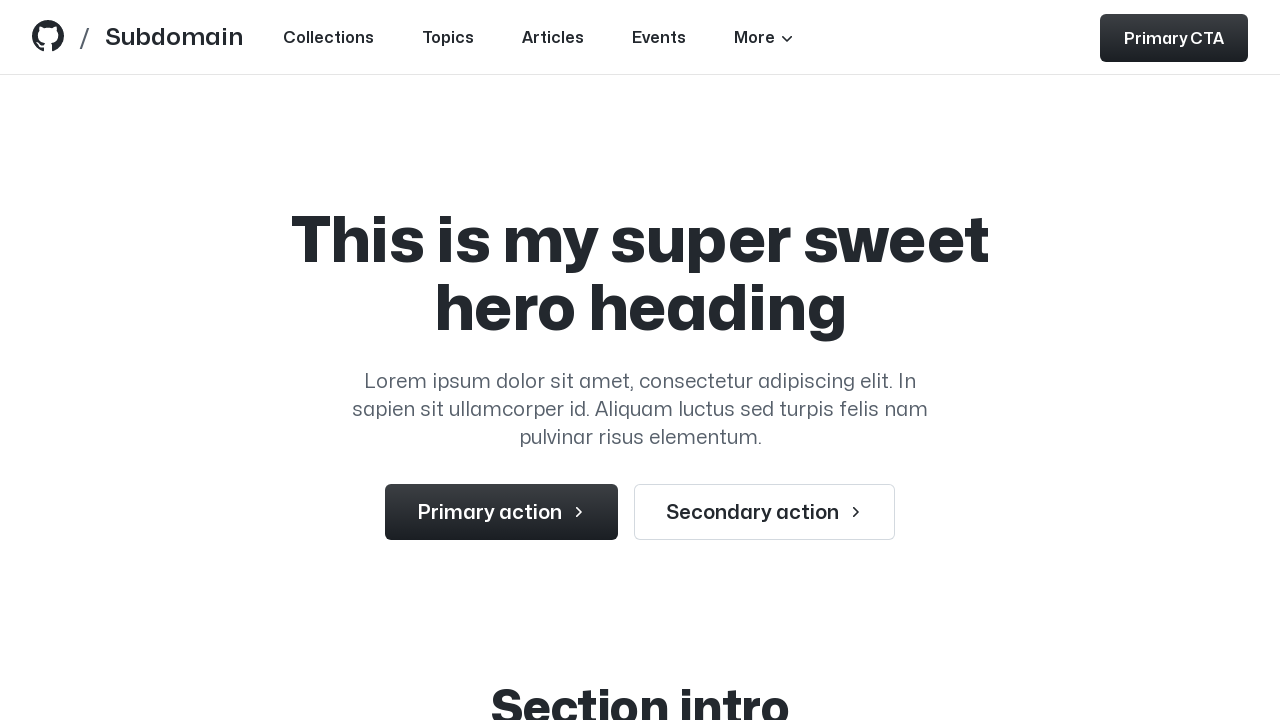 / Subdomain Collections Topics Articles Events More Primary CTA
This is my super sweet
hero heading
Lorem ipsum dolor sit amet, consectetur adipiscing elit. In
sapien sit ullamcorper id. Aliquam luctus sed turpis felis nam
pulvinar risus elementum.
Primary action Secondary action
Section intro